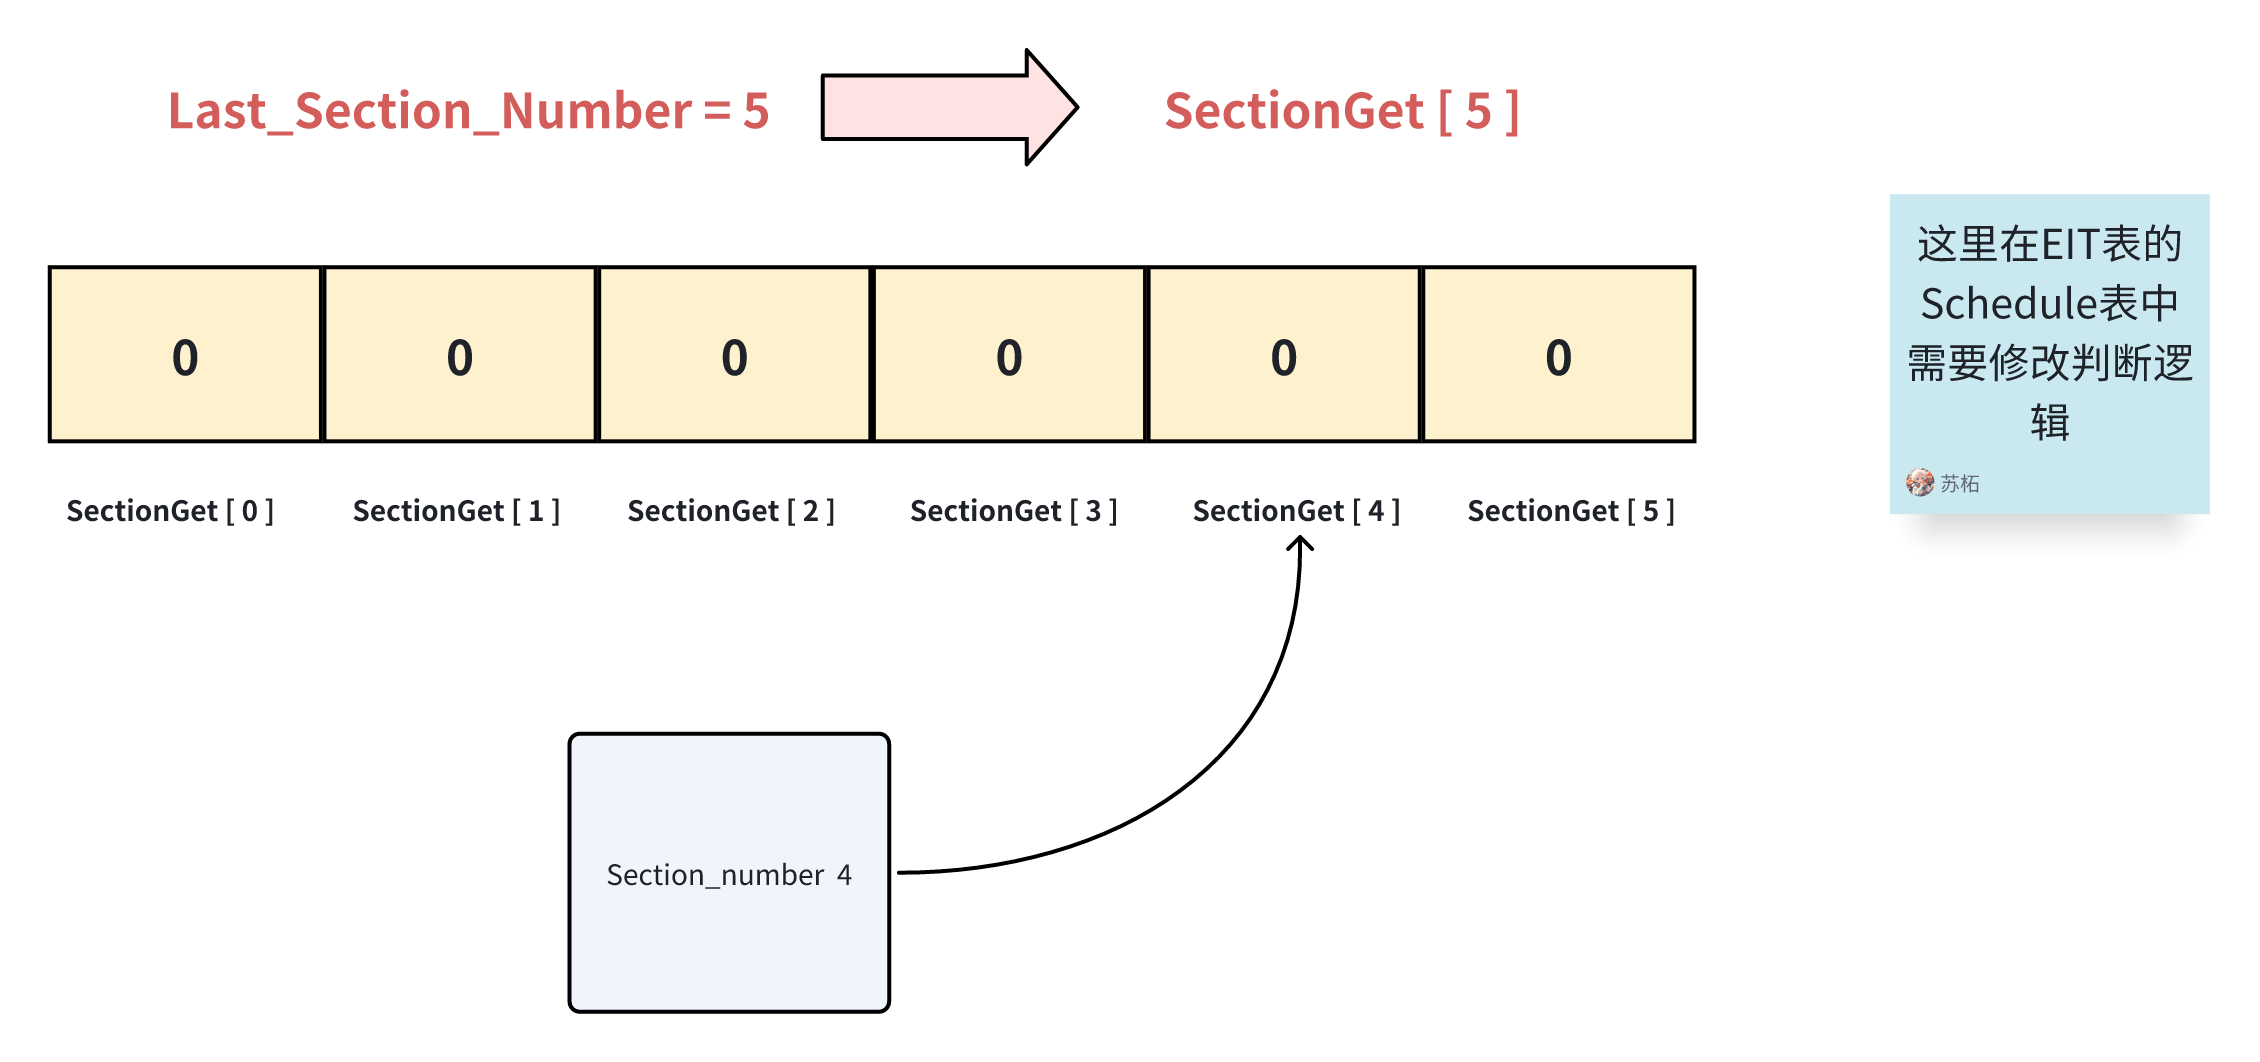 Last_Section_Number = 5
SectionGet [ 5 ]
0 0 0 0 0 0
SectionGet [ 0 ] SectionGet [ 1 ] SectionGet [ 2 ] SectionGet [ 3 ] SectionGet [ 4 ] SectionGet [ 5 ]
Section_number 4
这里在EIT表的
Schedule表中
需要修改判断逻
辑
苏柘